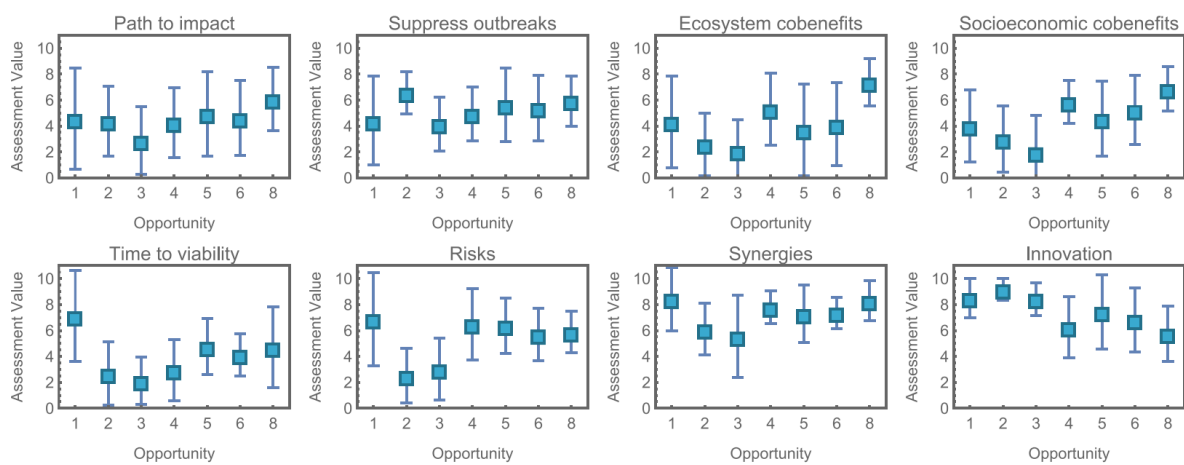 Path to impact
Suppress outbreaks
Ecosystem cobenefits
Socioeconomic cobenefits
Assessment Value
10
8
6
4
2
0
1 2 3 4 5 6 8
Opportunity
Assessment Value
10
8
6
4
2
0
1 2 3 4 5 6 8
Opportunity
Assessment Value
10
8
6
4
2
0
1 2 3 4 5 6 8
Opportunity
Assessment Value
10
8
6
4
2
0
1 2 3 4 5 6 8
Opportunity
Time to viability
Risks
Synergies
Innovation
Assessment Value
10
8
6
4
2
0
1 2 3 4 5 6 8
Opportunity
Assessment Value
10
8
6
4
2
0
1 2 3 4 5 6 8
Opportunity
Assessment Value
10
8
6
4
2
0
1 2 3 4 5 6 8
Opportunity
Assessment Value
10
8
6
4
2
0
1 2 3 4 5 6 8
Opportunity